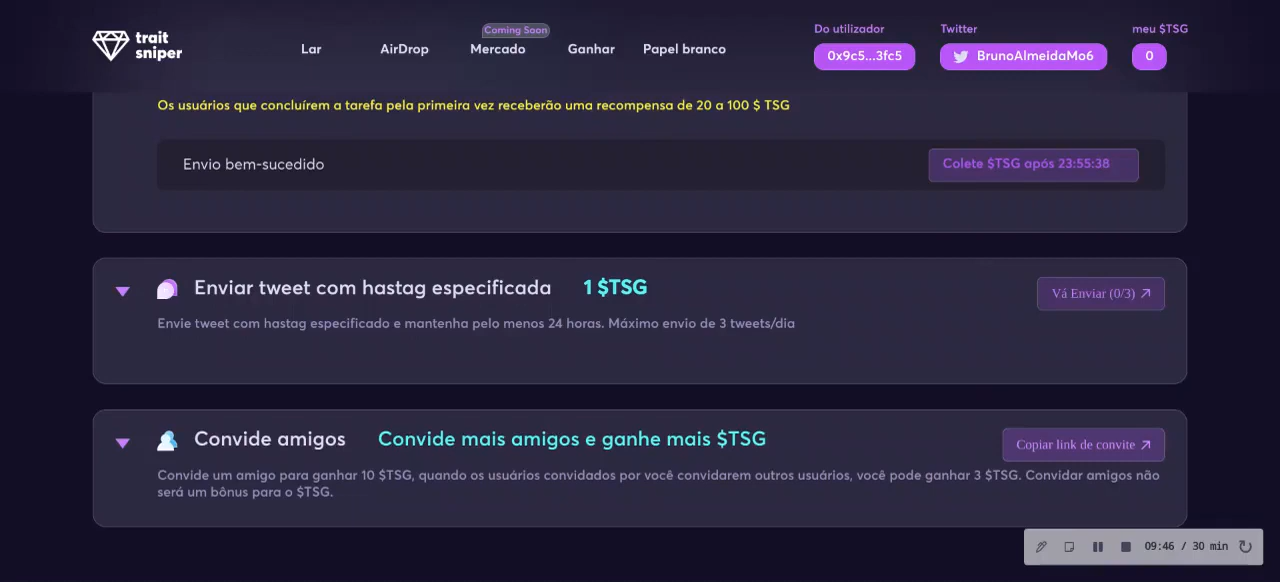 trait
sniper
Lar
AirDrop
Coming Soon
Mercado
Ganhar
Papel branco
Do utilizador
0x9c5...3fc5
Twitter
BrunoAlmeidaMo6
meu $TSG
0
Os usuários que concluírem a tarefa pela primeira vez receberão uma recompensa de 20 a 100 $ TSG
Envio bem-sucedido
Colete $TSG após 23:55:38
Enviar tweet com hastag especificada
1 $TSG
Vá Enviar (0/3)
Envie tweet com hastag especificado e mantenha pelo menos 24 horas. Máximo envio de 3 tweets/dia
Convide amigos
Convide mais amigos e ganhe mais $TSG
Copiar link de convite
Convide um amigo para ganhar 10 $TSG, quando os usuários convidados por você convidarem outros usuários, você pode ganhar 3 $TSG. Convidar amigos não
será um bônus para o $TSG.
09:46 / 30 min